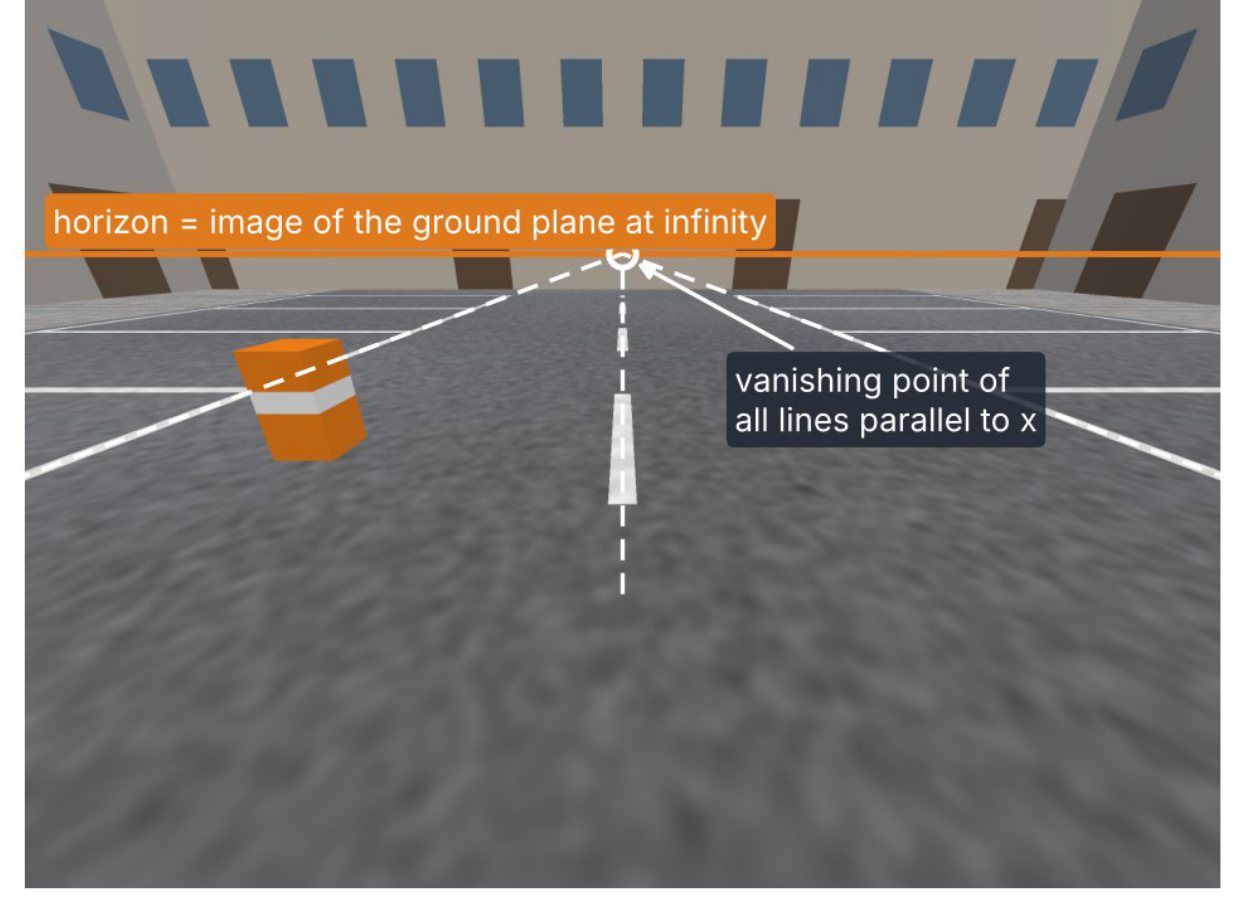 horizon = image of the ground plane at infinity
vanishing point of
all lines parallel to x